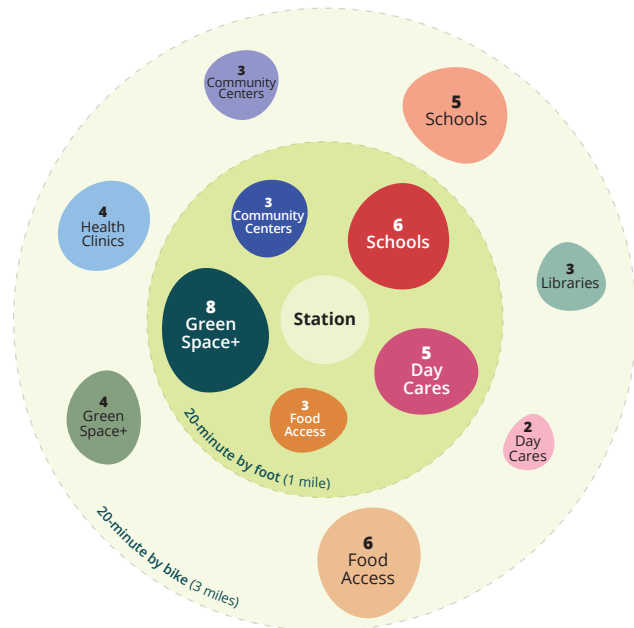 3
Community
Centers
5
Schools
4
Health
Clinics
3
Community
Centers
6
Schools
3
Libraries
8
Green
Space+
Station
5
Day
Cares
4
Green
Space+
3
Food
Access
2
Day
Cares
20-minute by foot (1 mile)
20-minute by bike (3 miles)
6
Food
Access